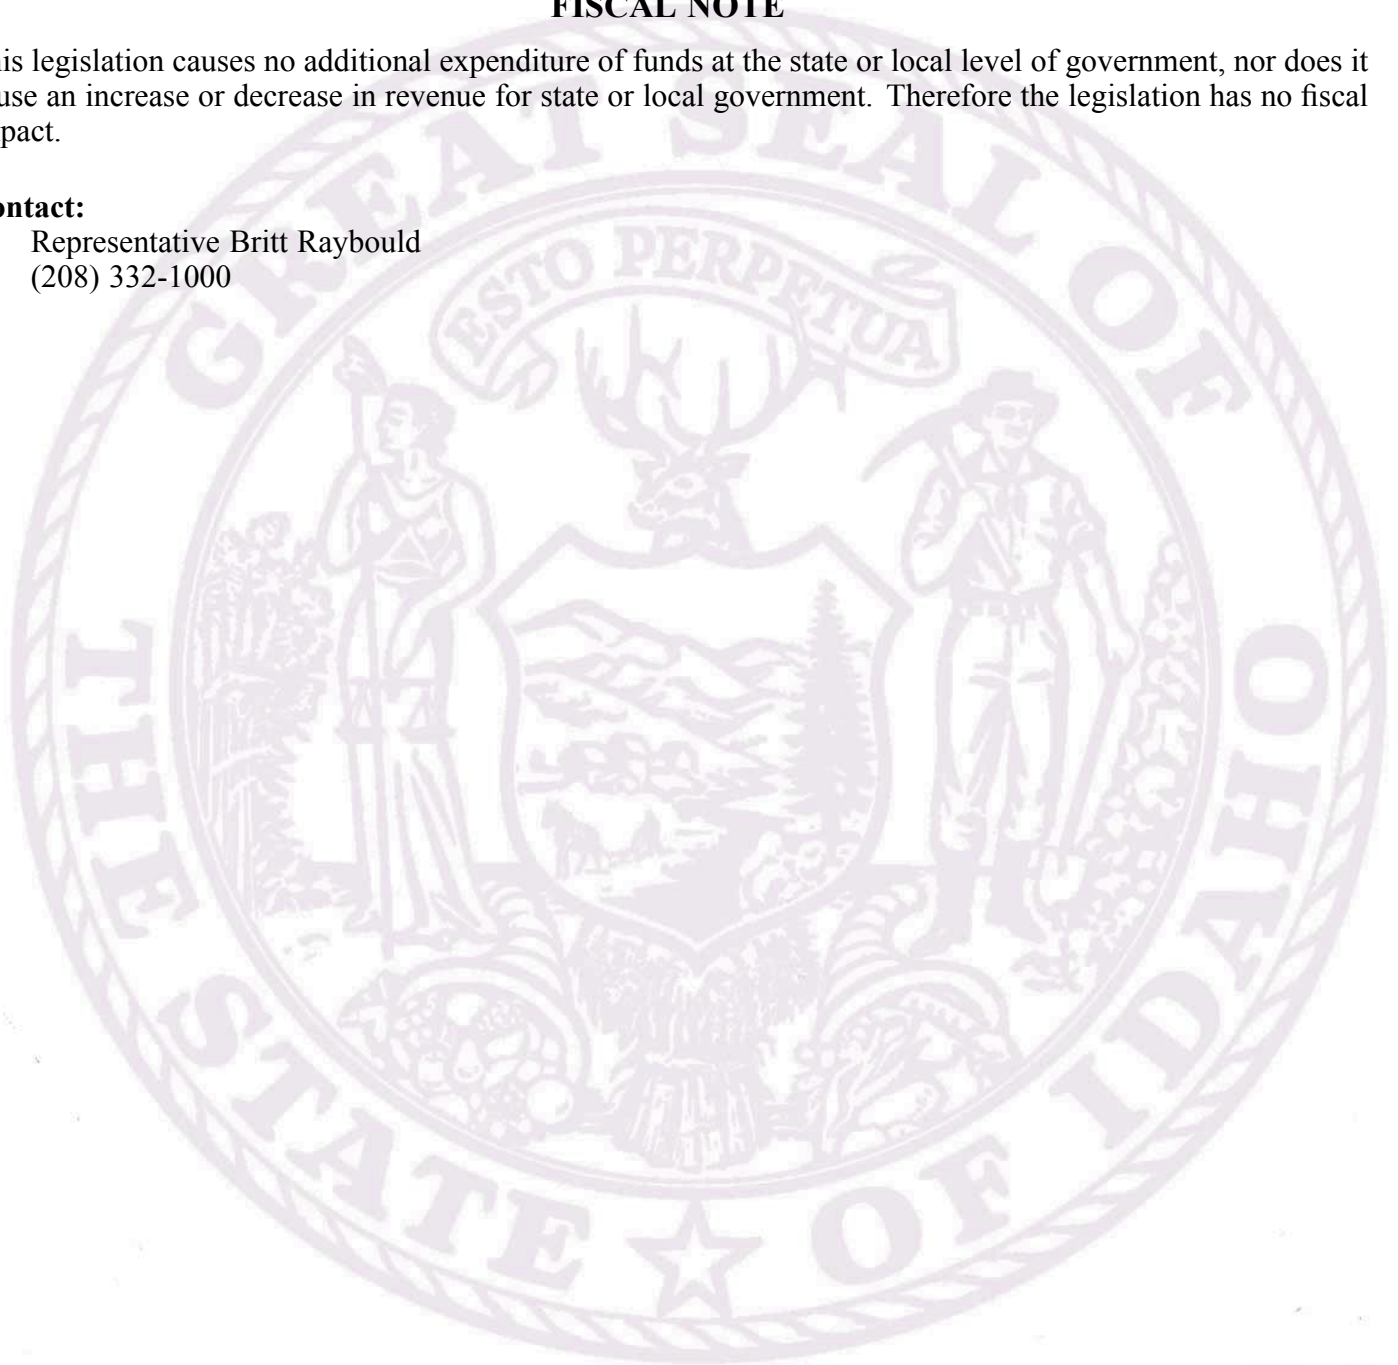 FISCAL NOTE
his legislation causes no additional expenditure of funds at the state or local level of government, nor does it
use an increase or decrease in revenue for state or local government. Therefore the legislation has no fiscal
pact.
ontact:
Representative Britt Raybould
(208) 332-1000
GREAT SEAL OF
ESTO PERPETUA
THE STATE OF IDAHO